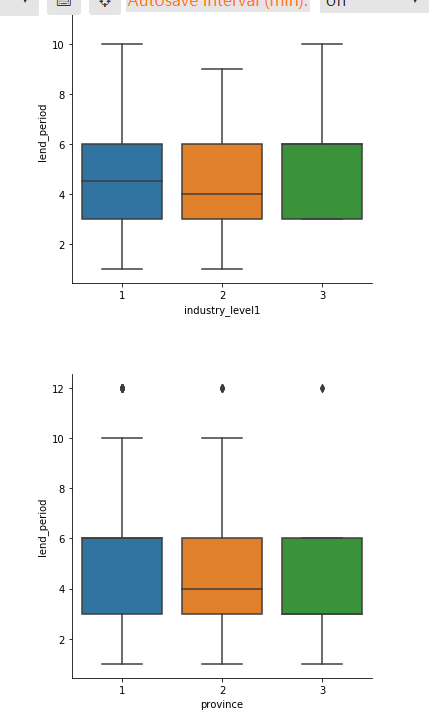 Autosave interval (min):
off
10
8
lend_period
6
4
2
1 2 3
industry_level1
12
10
8
lend_period
6
4
2
1 2 3
province